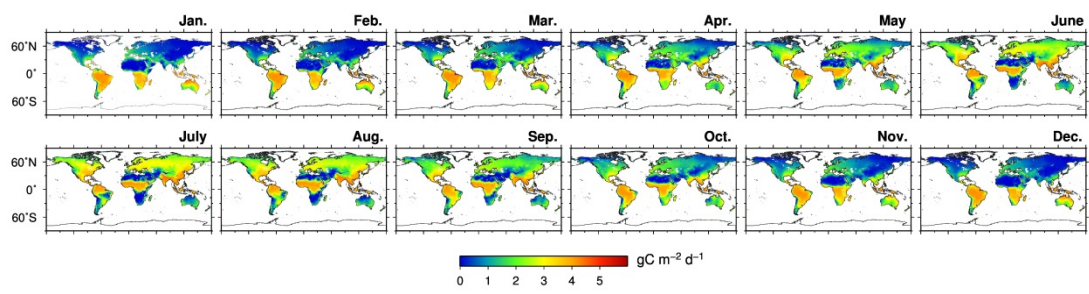 Jan.
Feb.
Mar.
Apr.
May
June
60°N
0°
60°S
July
Aug.
Sep.
Oct.
Nov.
Dec.
60°N
0°
60°S
gC m⁻² d⁻¹
0 1 2 3 4 5